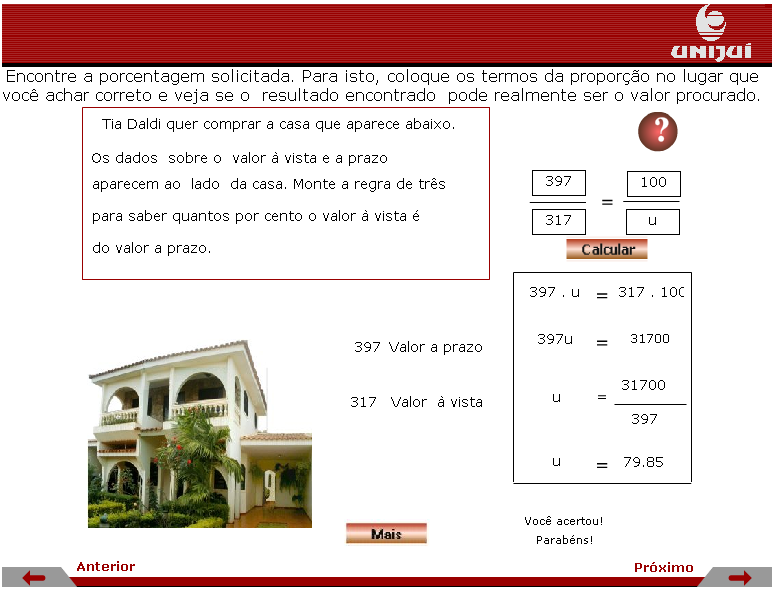 UNIJUÍ
Encontre a porcentagem solicitada. Para isto, coloque os termos da proporção no lugar que
você achar correto e veja se o resultado encontrado pode realmente ser o valor procurado.
Tia Daldi quer comprar a casa que aparece abaixo.
Os dados sobre o valor à vista e a prazo
aparecem ao lado da casa. Monte a regra de três
para saber quantos por cento o valor à vista é
do valor a prazo.
?
397 = 100
317 u
Calcular
397 . u = 317 . 100
397u = 31700
u = 31700
397
u = 79.85
397 Valor a prazo
317 Valor à vista
Você acertou!
Parabéns!
Mais
Anterior
Próximo